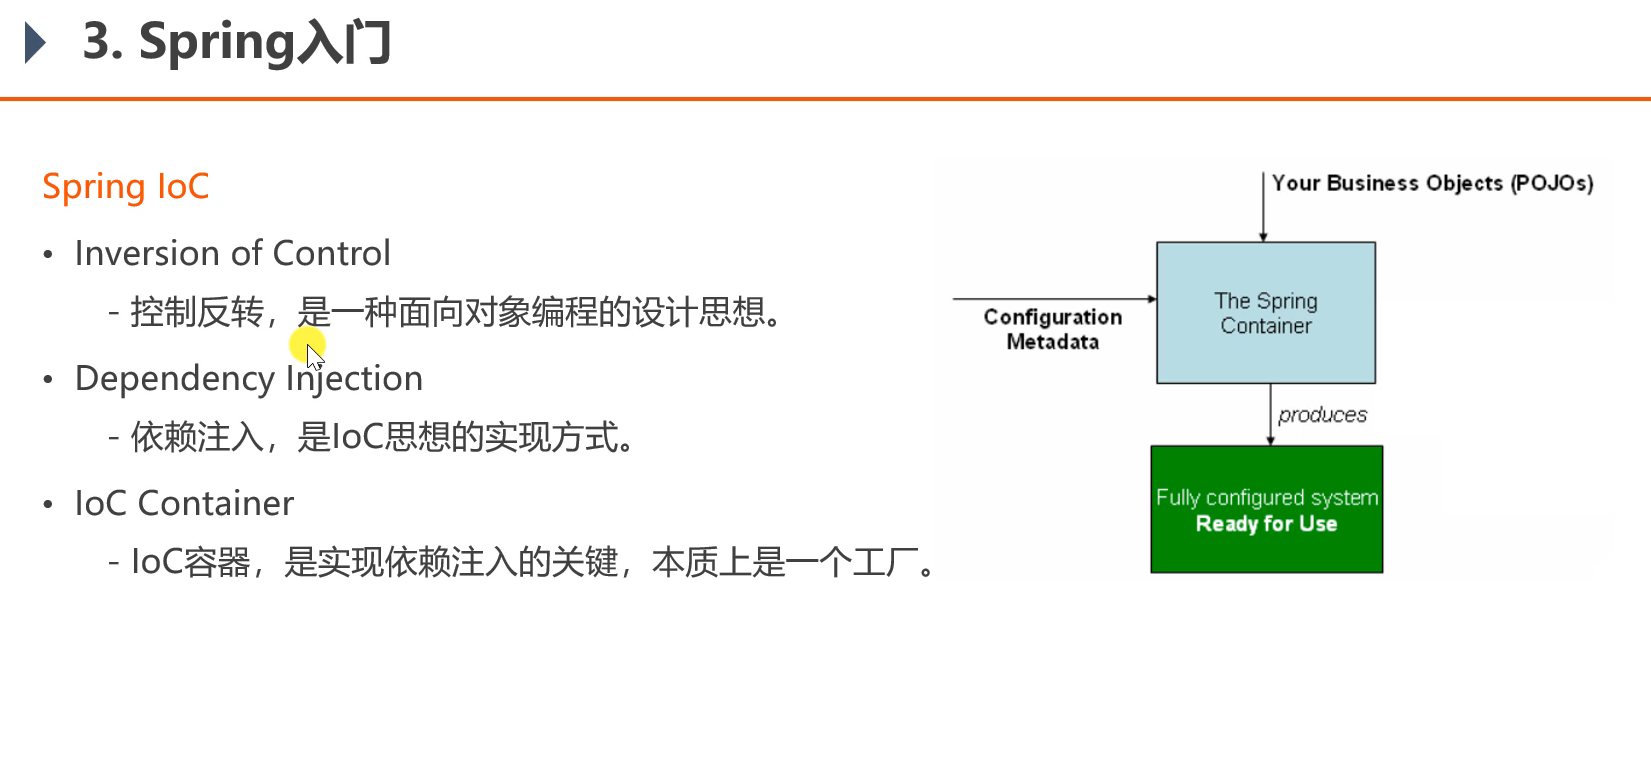 3. Spring入门
Spring IoC
• Inversion of Control
- 控制反转，是一种面向对象编程的设计思想。
• Dependency Injection
- 依赖注入，是IoC思想的实现方式。
• IoC Container
- IoC容器，是实现依赖注入的关键，本质上是一个工厂。
Your Business Objects (POJOs)
The Spring
Container
Configuration
Metadata
produces
Fully configured system
Ready for Use